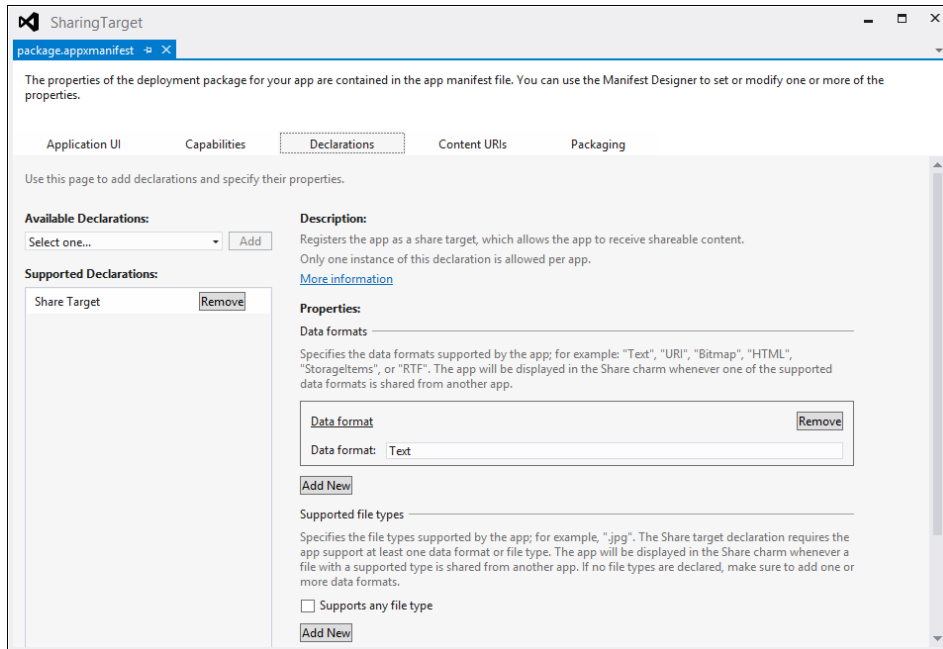 SharingTarget
package.appxmanifest
The properties of the deployment package for your app are contained in the app manifest file. You can use the Manifest Designer to set or modify one or more of the
properties.
Application UI Capabilities Declarations Content URIs Packaging
Use this page to add declarations and specify their properties.
Available Declarations:
Select one... Add
Supported Declarations:
Share Target Remove
Description:
Registers the app as a share target, which allows the app to receive shareable content.
Only one instance of this declaration is allowed per app.
More information
Properties:
Data formats
Specifies the data formats supported by the app; for example: "Text", "URI", "Bitmap", "HTML",
"StorageItems", or "RTF". The app will be displayed in the Share charm whenever one of the supported
data formats is shared from another app.
Data format Remove
Data format: Text
Add New
Supported file types
Specifies the file types supported by the app; for example, ".jpg". The Share target declaration requires the
app support at least one data format or file type. The app will be displayed in the Share charm whenever a
file with a supported type is shared from another app. If no file types are declared, make sure to add one or
more data formats.
Supports any file type
Add New